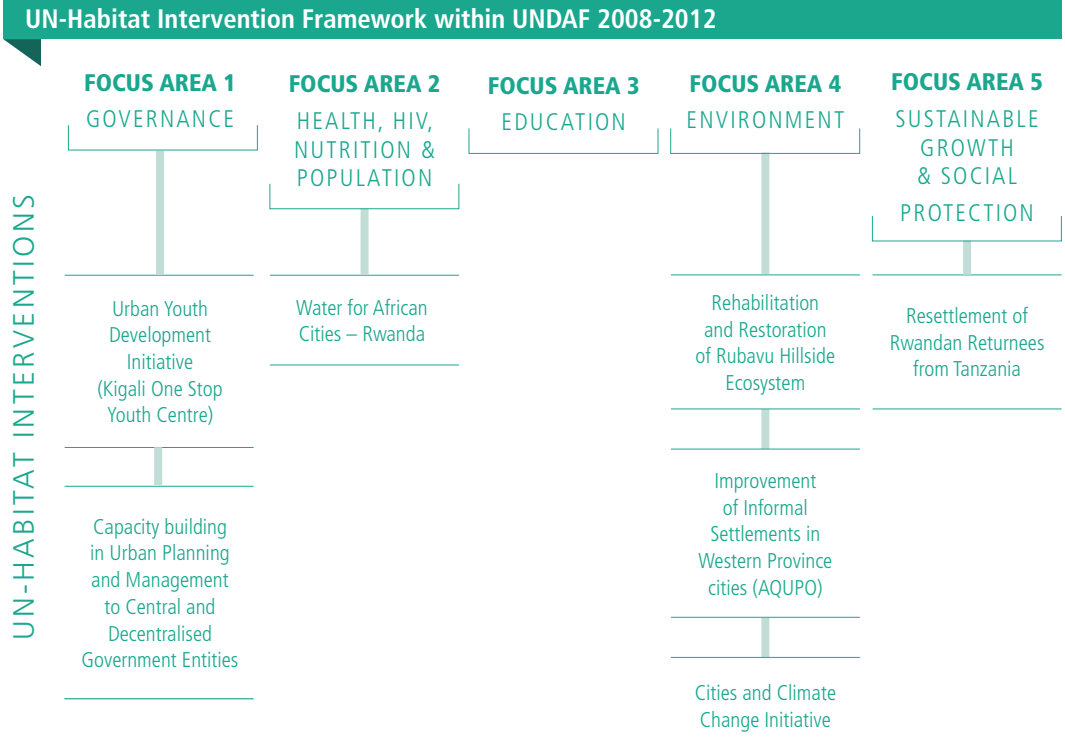 UN-Habitat Intervention Framework within UNDAF 2008-2012
UN-HABITAT INTERVENTIONS
FOCUS AREA 1
GOVERNANCE
Urban Youth
Development
Initiative
(Kigali One Stop
Youth Centre)
Capacity building
in Urban Planning
and Management
to Central and
Decentralised
Government Entities
FOCUS AREA 2
HEALTH, HIV,
NUTRITION &
POPULATION
Water for African
Cities – Rwanda
FOCUS AREA 3
EDUCATION
FOCUS AREA 4
ENVIRONMENT
Rehabilitation
and Restoration
of Rubavu Hillside
Ecosystem
Improvement
of Informal
Settlements in
Western Province
cities (AQUPO)
Cities and Climate
Change Initiative
FOCUS AREA 5
SUSTAINABLE
GROWTH
& SOCIAL
PROTECTION
Resettlement of
Rwandan Returnees
from Tanzania